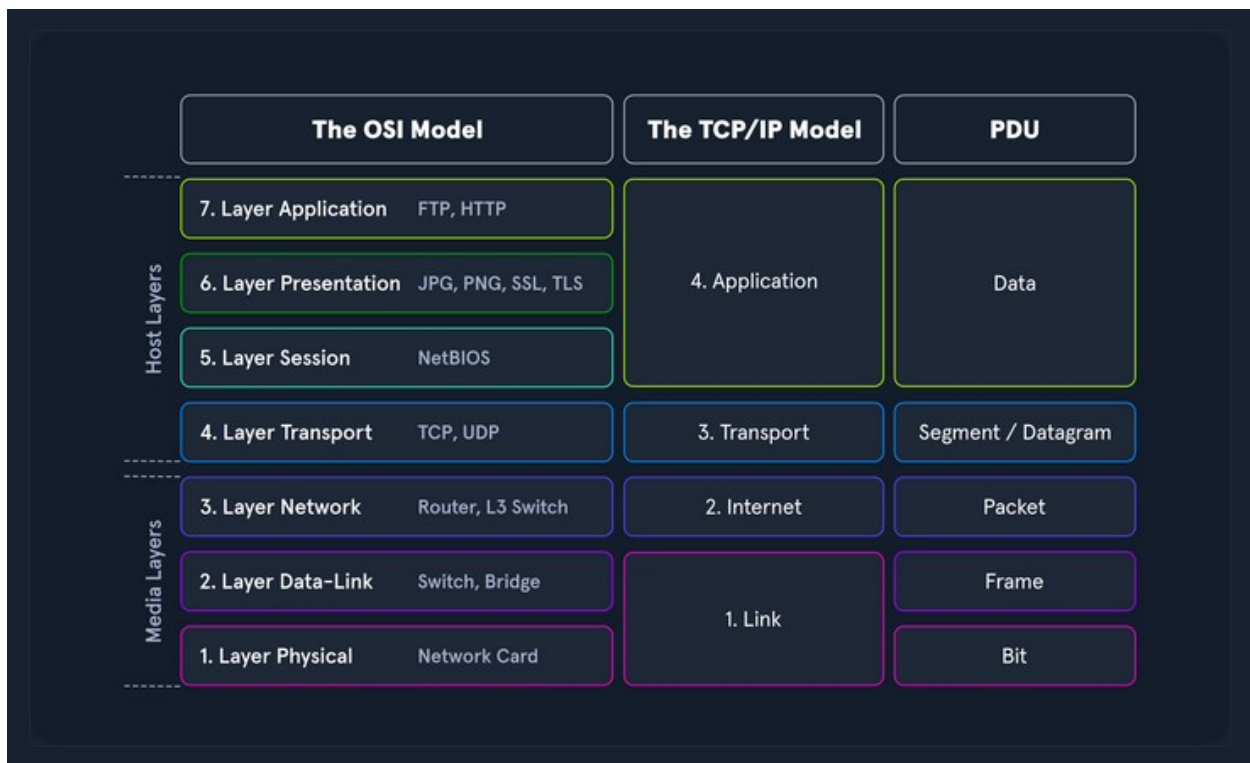 The OSI Model
The TCP/IP Model
PDU
Host Layers
7. Layer Application FTP, HTTP
6. Layer Presentation JPG, PNG, SSL, TLS
5. Layer Session NetBIOS
4. Layer Transport TCP, UDP
4. Application
Data
3. Transport
Segment / Datagram
Media Layers
3. Layer Network Router, L3 Switch
2. Layer Data-Link Switch, Bridge
1. Layer Physical Network Card
2. Internet
Packet
1. Link
Frame
Bit